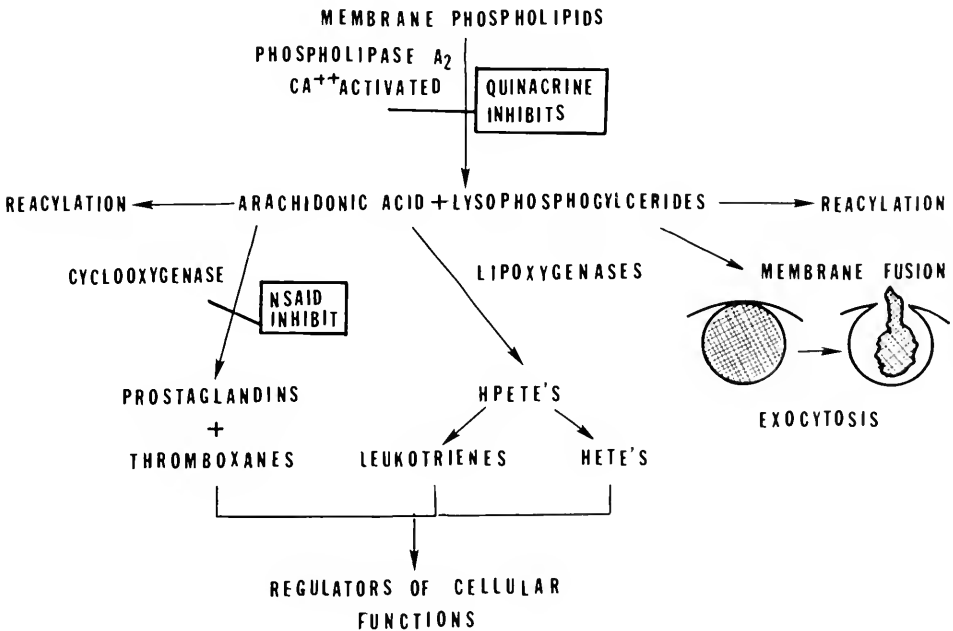 MEMBRANE PHOSPHOLIPIDS
PHOSPHOLIPASE A2
CA++ ACTIVATED
QUINACRINE
INHIBITS
REACYLATION
ARACHIDONIC ACID + LYSOPHOSPHOGYLCERIDES
REACYLATION
CYCLOOXYGENASE
NSAID
INHIBIT
LIPOXYGENASES
MEMBRANE FUSION
PROSTAGLANDINS
+
THROMBOXANES
HPETE'S
LEUKOTRIENES
HETE'S
EXOCYTOSIS
REGULATORS OF CELLULAR
FUNCTIONS